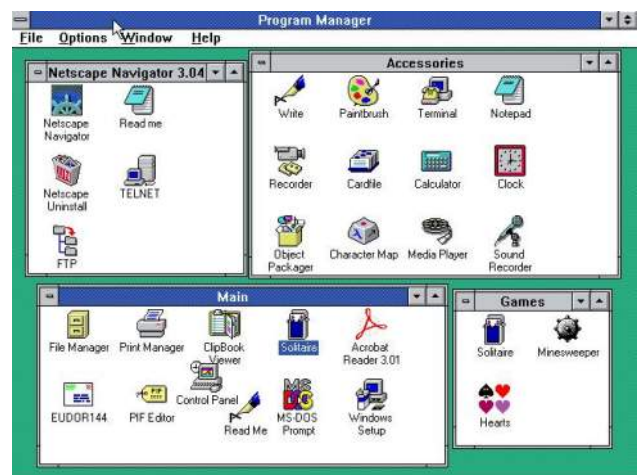 Program Manager
File Options Window Help
Netscape Navigator 3.04
Netscape Navigator
Read me
Netscape Uninstall
TELNET
FTP
Accessories
Write
Paintbrush
Terminal
Notepad
Recorder
Cardfile
Calculator
Clock
Object Packager
Character Map
Media Player
Sound Recorder
Main
File Manager
Print Manager
ClipBook Viewer
Solitaire
Acrobat Reader 3.01
EUDOR144
PIF
PIF Editor
Control Panel
Read Me
MS DOS
MS-DOS Prompt
Windows Setup
Games
Solitaire
Minesweeper
Hearts